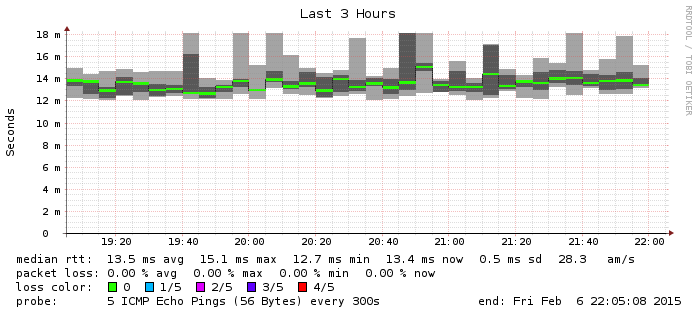 Last 3 Hours
RRDTOOL / TOBI OETIKER
Seconds
18 m
16 m
14 m
12 m
10 m
8 m
6 m
4 m
2 m
0
19:20 19:40 20:00 20:20 20:40 21:00 21:20 21:40 22:00
median rtt: 13.5 ms avg 15.1 ms max 12.7 ms min 13.4 ms now 0.5 ms sd 28.3 am/s
packet loss: 0.00 % avg 0.00 % max 0.00 % min 0.00 % now
loss color: 0 1/5 2/5 3/5 4/5
probe: 5 ICMP Echo Pings (56 Bytes) every 300s end: Fri Feb 6 22:05:08 2015